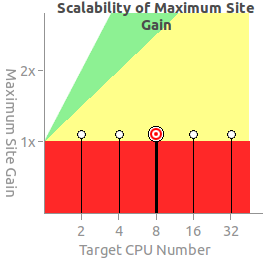 Scalability of Maximum Site
Gain
Maximum Site Gain
2x
1x
2 4 8 16 32
Target CPU Number